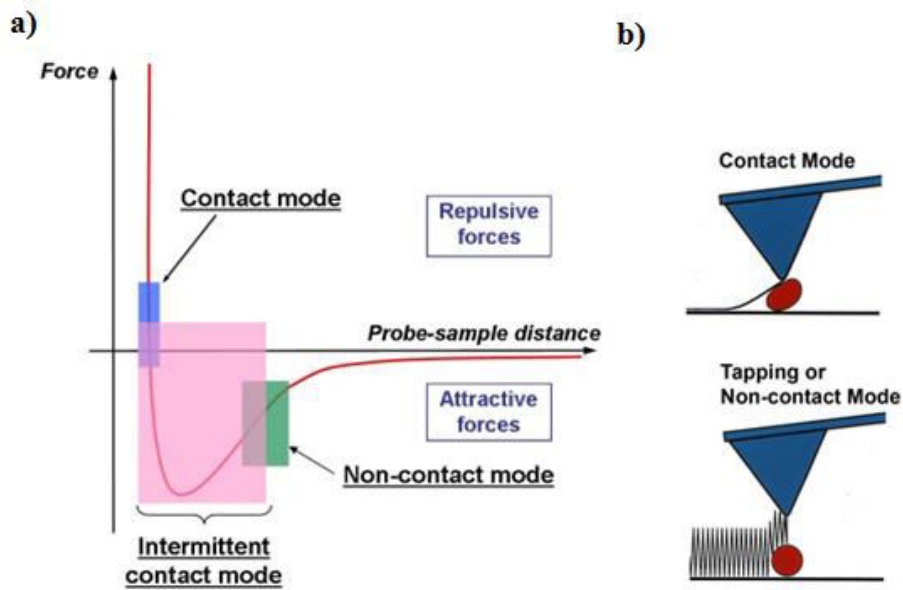 a)
Force
Contact mode
Repulsive
forces
Probe-sample distance
Attractive
forces
Non-contact mode
Intermittent
contact mode
b)
Contact Mode
Tapping or
Non-contact Mode